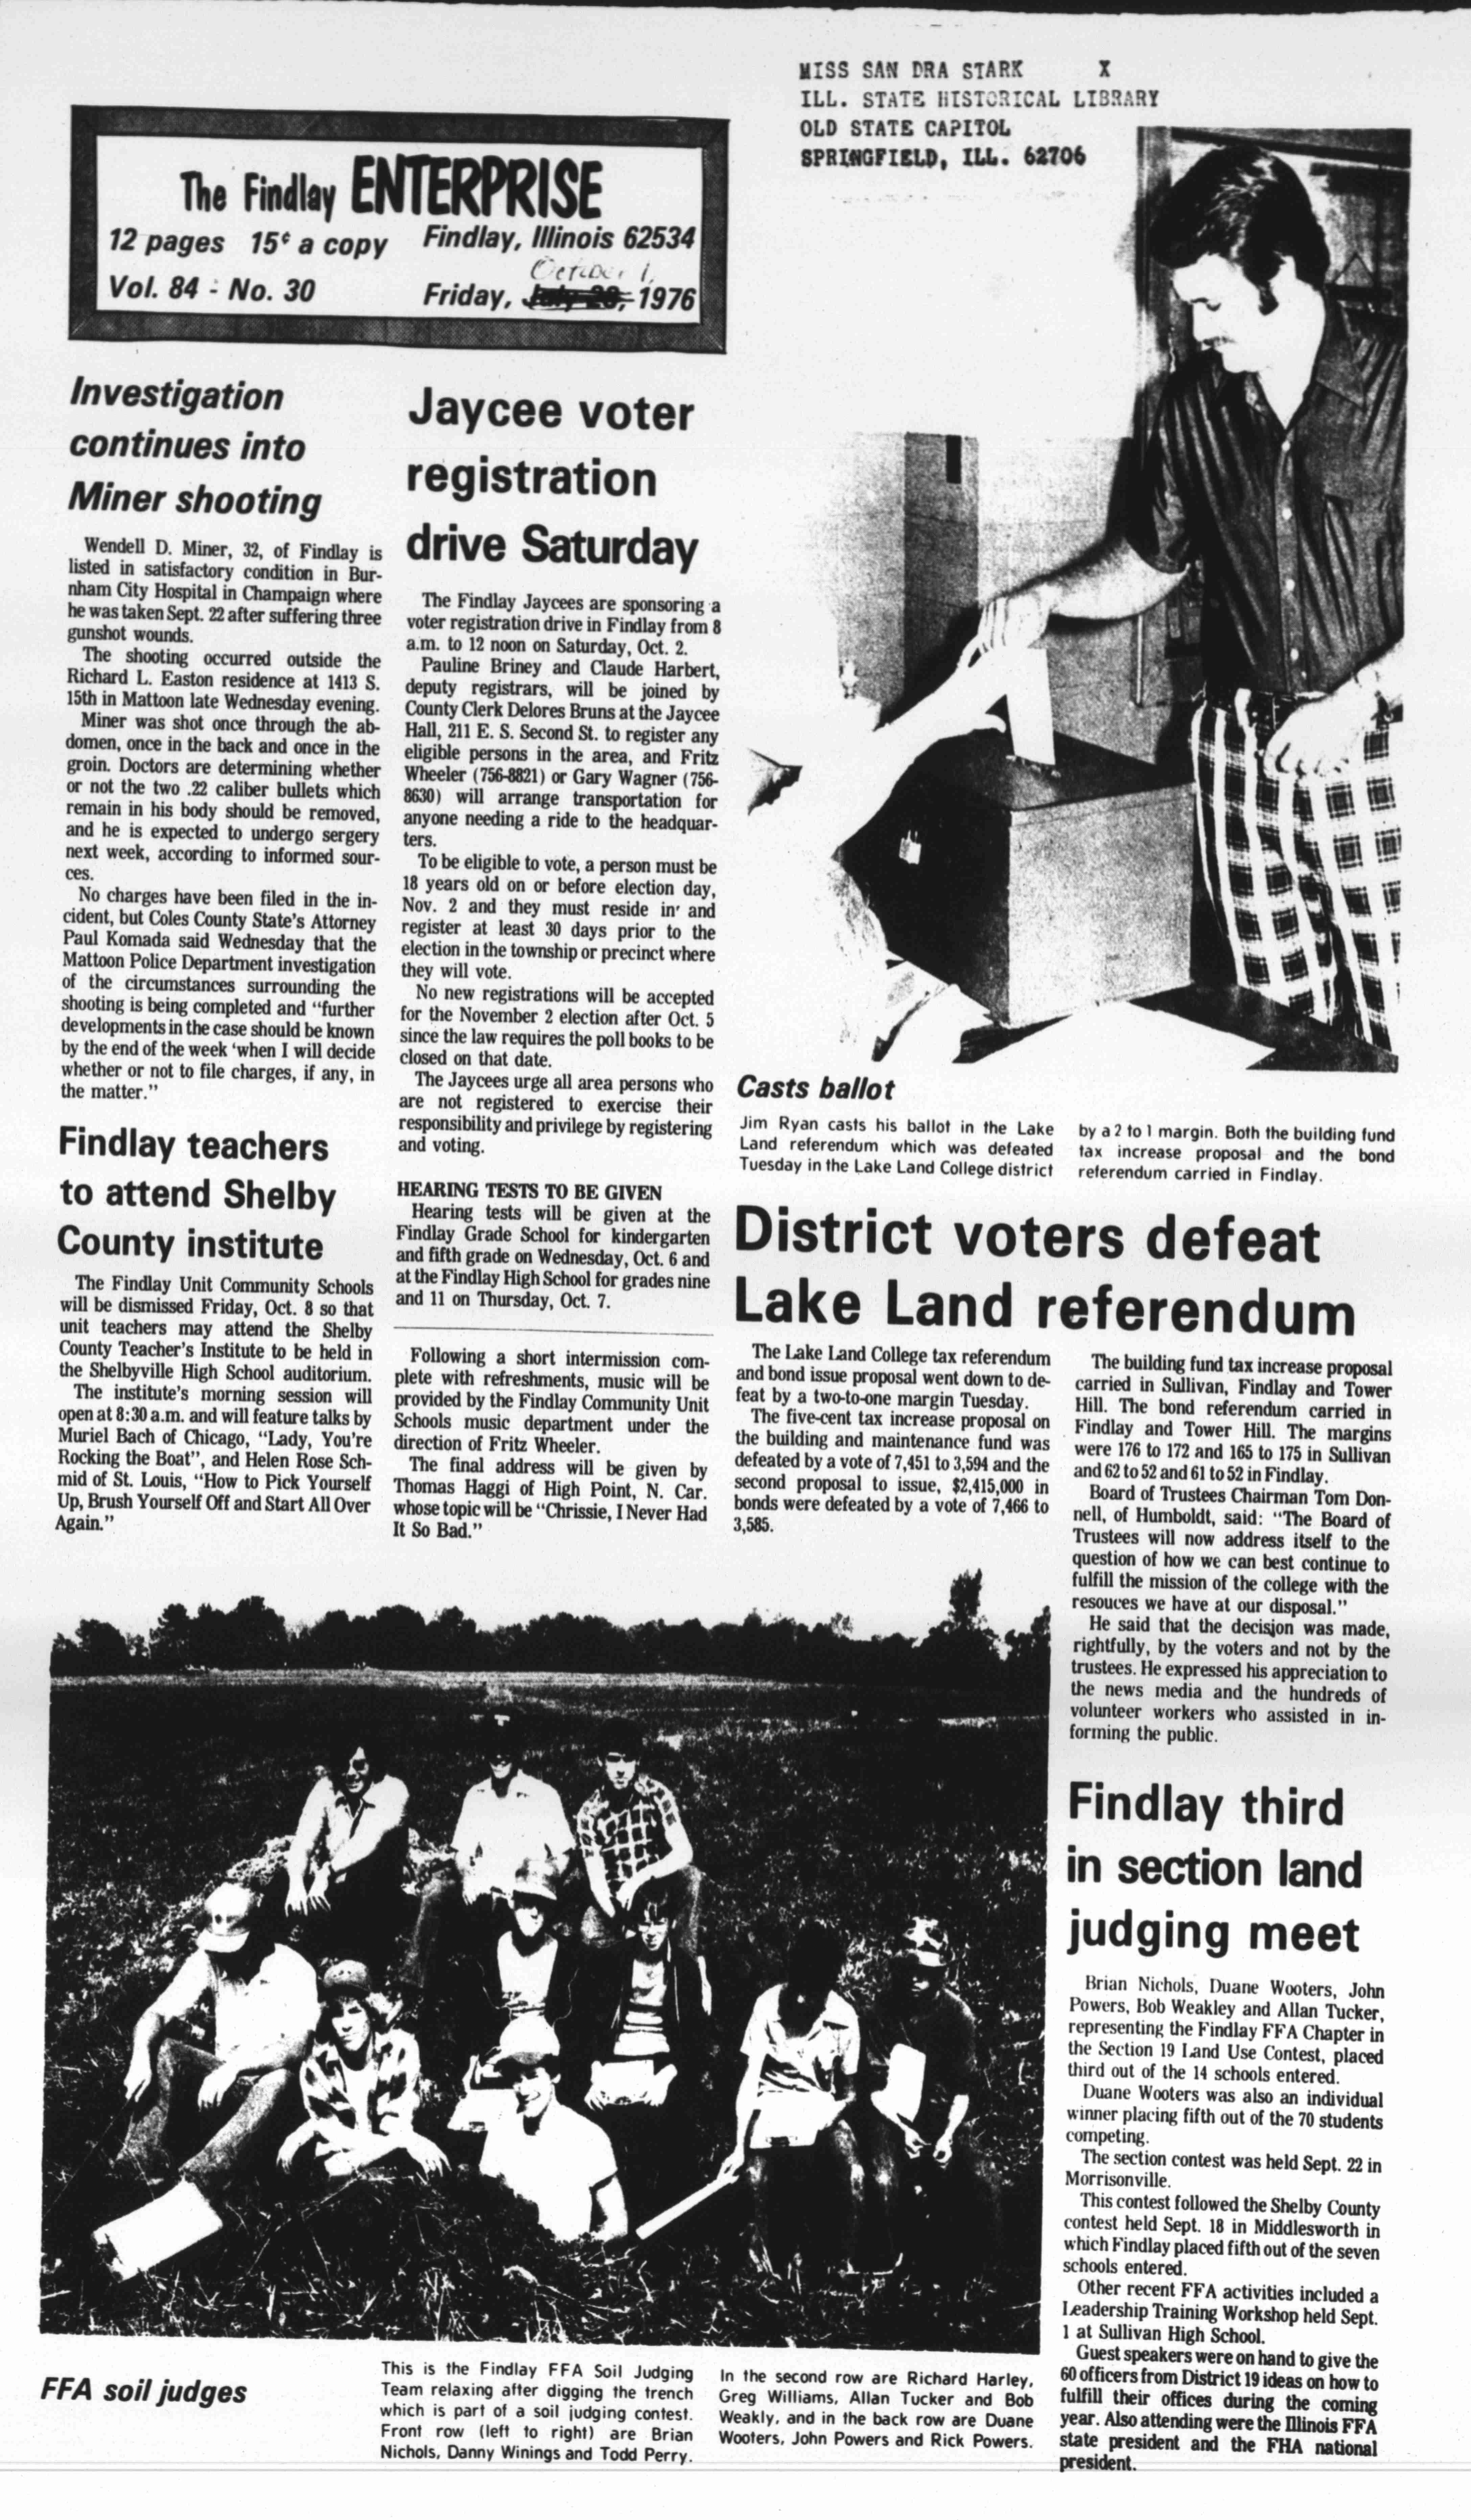 MISS SAN DRA STARK X
ILL. STATE HISTORICAL LIBRARY
OLD STATE CAPITOL
SPRINGFIELD, ILL. 62706
The Findlay ENTERPRISE
12 pages 15¢ a copy Findlay, Illinois 62534
October 1,
Vol. 84 - No. 30 Friday, July 28, 1976
Investigation
continues into
Miner shooting
Wendell D. Miner, 32, of Findlay is
listed in satisfactory condition in Bur-
nham City Hospital in Champaign where
he was taken Sept. 22 after suffering three
gunshot wounds.
The shooting occurred outside the
Richard L. Easton residence at 1413 S.
15th in Mattoon late Wednesday evening.
Miner was shot once through the ab-
domen, once in the back and once in the
groin. Doctors are determining whether
or not the two .22 caliber bullets which
remain in his body should be removed,
and he is expected to undergo sergery
next week, according to informed sour-
ces.
No charges have been filed in the in-
cident, but Coles County State's Attorney
Paul Komada said Wednesday that the
Mattoon Police Department investigation
of the circumstances surrounding the
shooting is being completed and "further
developments in the case should be known
by the end of the week 'when I will decide
whether or not to file charges, if any, in
the matter."
Findlay teachers
to attend Shelby
County institute
The Findlay Unit Community Schools
will be dismissed Friday, Oct. 8 so that
unit teachers may attend the Shelby
County Teacher's Institute to be held in
the Shelbyville High School auditorium.
The institute's morning session will
open at 8:30 a.m. and will feature talks by
Muriel Bach of Chicago, "Lady, You're
Rocking the Boat", and Helen Rose Sch-
mid of St. Louis, "How to Pick Yourself
Up, Brush Yourself Off and Start All Over
Again."
Jaycee voter
registration
drive Saturday
The Findlay Jaycees are sponsoring a
voter registration drive in Findlay from 8
a.m. to 12 noon on Saturday, Oct. 2.
Pauline Briney and Claude Harbert,
deputy registrars, will be joined by
County Clerk Delores Bruns at the Jaycee
Hall, 211 E. S. Second St. to register any
eligible persons in the area, and Fritz
Wheeler (756-8821) or Gary Wagner (756-
8630) will arrange transportation for
anyone needing a ride to the headquar-
ters.
To be eligible to vote, a person must be
18 years old on or before election day,
Nov. 2 and they must reside in and
register at least 30 days prior to the
election in the township or precinct where
they will vote.
No new registrations will be accepted
for the November 2 election after Oct. 5
since the law requires the poll books to be
closed on that date.
The Jaycees urge all area persons who
are not registered to exercise their
responsibility and privilege by registering
and voting.
HEARING TESTS TO BE GIVEN
Hearing tests will be given at the
Findlay Grade School for kindergarten
and fifth grade on Wednesday, Oct. 6 and
at the Findlay High School for grades nine
and 11 on Thursday, Oct. 7.
Following a short intermission com-
plete with refreshments, music will be
provided by the Findlay Community Unit
Schools music department under the
direction of Fritz Wheeler.
The final address will be given by
Thomas Haggi of High Point, N. Car.
whose topic will be "Chrissie, I Never Had
It So Bad."
Casts ballot
Jim Ryan casts his ballot in the Lake
Land referendum which was defeated
Tuesday in the Lake Land College district
by a 2 to 1 margin. Both the building fund
tax increase proposal and the bond
referendum carried in Findlay.
District voters defeat
Lake Land referendum
The Lake Land College tax referendum
and bond issue proposal went down to de-
feat by a two-to-one margin Tuesday.
The five-cent tax increase proposal on
the building and maintenance fund was
defeated by a vote of 7,451 to 3,594 and the
second proposal to issue, $2,415,000 in
bonds were defeated by a vote of 7,466 to
3,585.
The building fund tax increase proposal
carried in Sullivan, Findlay and Tower
Hill. The bond referendum carried in
Findlay and Tower Hill. The margins
were 176 to 172 and 165 to 175 in Sullivan
and 62 to 52 and 61 to 52 in Findlay.
Board of Trustees Chairman Tom Don-
nell, of Humboldt, said: "The Board of
Trustees will now address itself to the
question of how we can best continue to
fulfill the mission of the college with the
resouces we have at our disposal."
He said that the decision was made,
rightfully, by the voters and not by the
trustees. He expressed his appreciation to
the news media and the hundreds of
volunteer workers who assisted in in-
forming the public.
Findlay third
in section land
judging meet
Brian Nichols, Duane Wooters, John
Powers, Bob Weakley and Allan Tucker,
representing the Findlay FFA Chapter in
the Section 19 Land Use Contest, placed
third out of the 14 schools entered.
Duane Wooters was also an individual
winner placing fifth out of the 70 students
competing.
The section contest was held Sept. 22 in
Morrisonville.
This contest followed the Shelby County
contest held Sept. 18 in Middlesworth in
which Findlay placed fifth out of the seven
schools entered.
Other recent FFA activities included a
Leadership Training Workshop held Sept.
1 at Sullivan High School.
Guest speakers were on hand to give the
60 officers from District 19 ideas on how to
fulfill their offices during the coming
year. Also attending were the Illinois FFA
state president and the FHA national
president.
FFA soil judges
This is the Findlay FFA Soil Judging
Team relaxing after digging the trench
which is part of a soil judging contest.
Front row (left to right) are Brian
Nichols, Danny Winings and Todd Perry.
In the second row are Richard Harley,
Greg Williams, Allan Tucker and Bob
Weakly, and in the back row are Duane
Wooters, John Powers and Rick Powers.